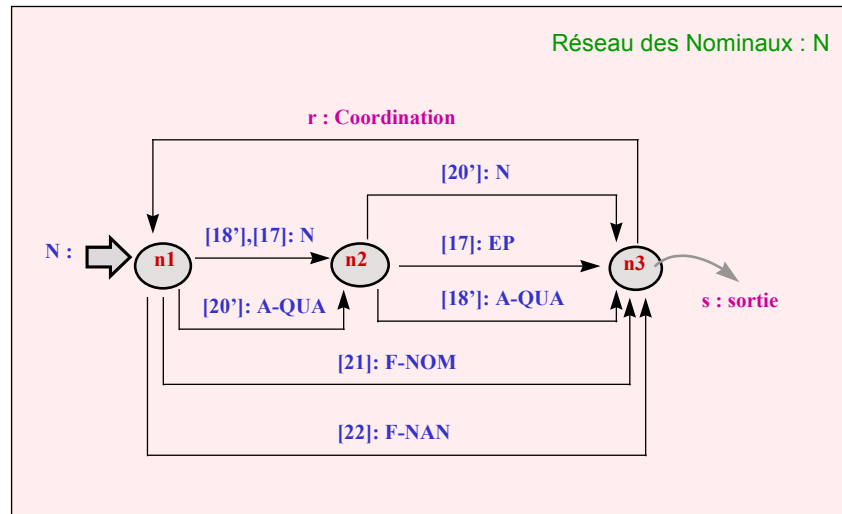 Réseau des Nominaux : N
r : Coordination
[20’]: N
[18’],[17]: N
[17]: EP
N :
n1
n2
n3
[20’]: A-QUA
[18’]: A-QUA
s : sortie
[21]: F-NOM
[22]: F-NAN